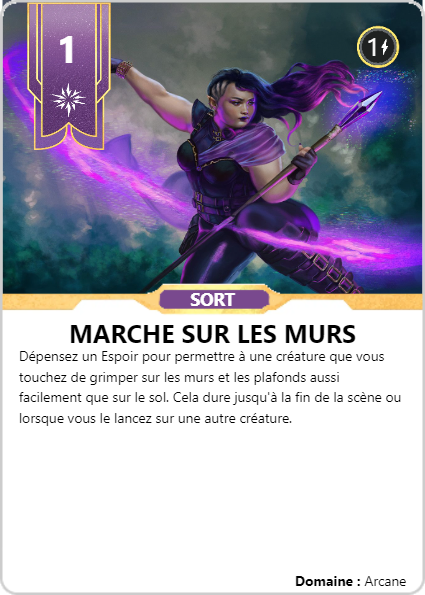 1
1
SORT
MARCHE SUR LES MURS
Dépensez un Espoir pour permettre à une créature que vous
touchez de grimper sur les murs et les plafonds aussi
facilement que sur le sol. Cela dure jusqu'à la fin de la scène ou
lorsque vous le lancez sur une autre créature.
Domaine : Arcane